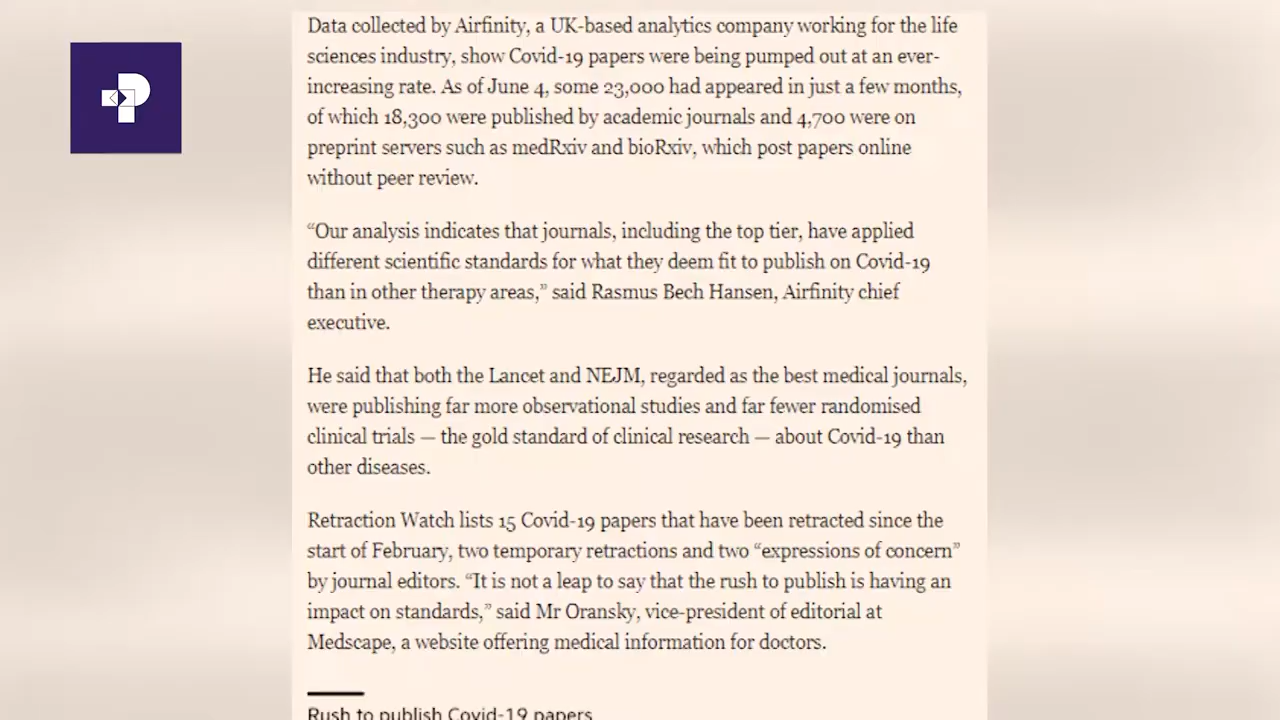 Data collected by Airfinity, a UK-based analytics company working for the life
sciences industry, show Covid-19 papers were being pumped out at an ever-
increasing rate. As of June 4, some 23,000 had appeared in just a few months,
of which 18,300 were published by academic journals and 4,700 were on
preprint servers such as medRxiv and bioRxiv, which post papers online
without peer review.
“Our analysis indicates that journals, including the top tier, have applied
different scientific standards for what they deem fit to publish on Covid-19
than in other therapy areas,” said Rasmus Bech Hansen, Airfinity chief
executive.
He said that both the Lancet and NEJM, regarded as the best medical journals,
were publishing far more observational studies and far fewer randomised
clinical trials — the gold standard of clinical research — about Covid-19 than
other diseases.
Retraction Watch lists 15 Covid-19 papers that have been retracted since the
start of February, two temporary retractions and two “expressions of concern”
by journal editors. “It is not a leap to say that the rush to publish is having an
impact on standards,” said Mr Oransky, vice-president of editorial at
Medscape, a website offering medical information for doctors.
Rush to publish Covid-19 papers